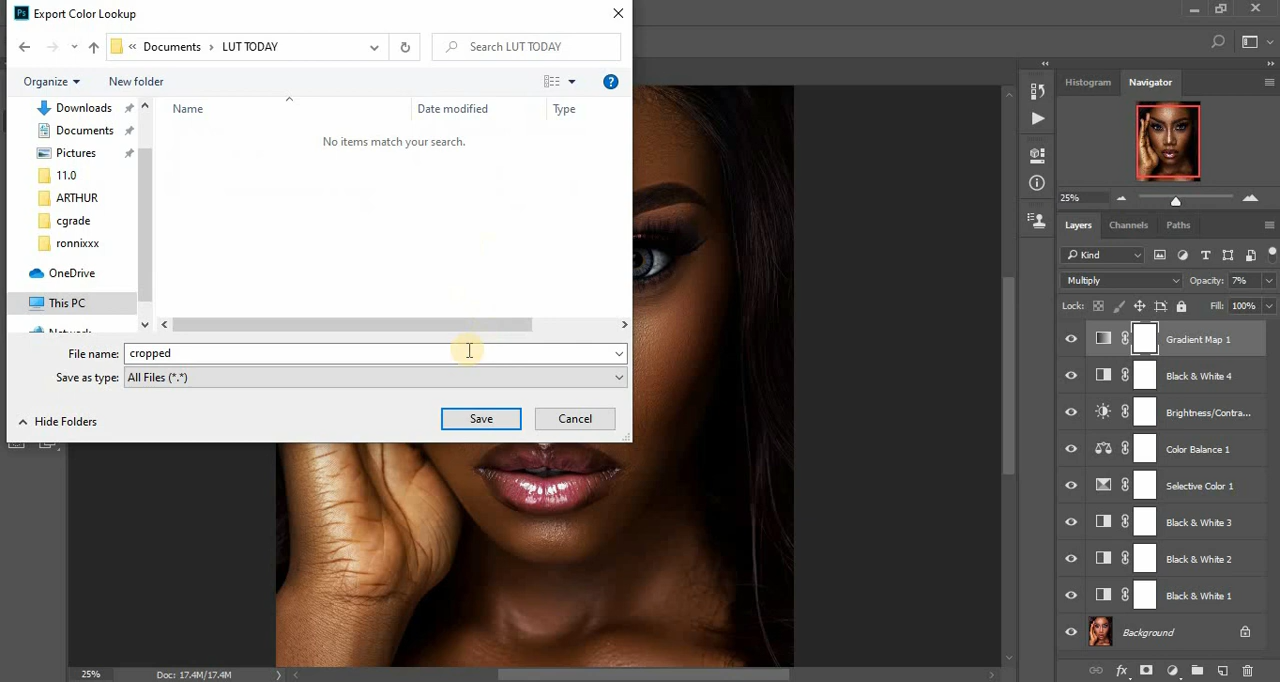 Ps Export Color Lookup
« Documents › LUT TODAY
Search LUT TODAY
Organize
New folder
?
Downloads
Documents
Pictures
11.0
ARTHUR
cgrade
ronnixxx
OneDrive
This PC
Network
Name
Date modified
Type
No items match your search.
File name: cropped
Save as type: All Files (*.*)
Hide Folders
Save
Cancel
25%
Doc: 17.4M/17.4M
Histogram
Navigator
25%
Layers
Channels
Paths
Kind
Multiply
Opacity: 7%
Lock:
Fill: 100%
Gradient Map 1
Black & White 4
Brightness/Contra...
Color Balance 1
Selective Color 1
Black & White 3
Black & White 2
Black & White 1
Background
fx